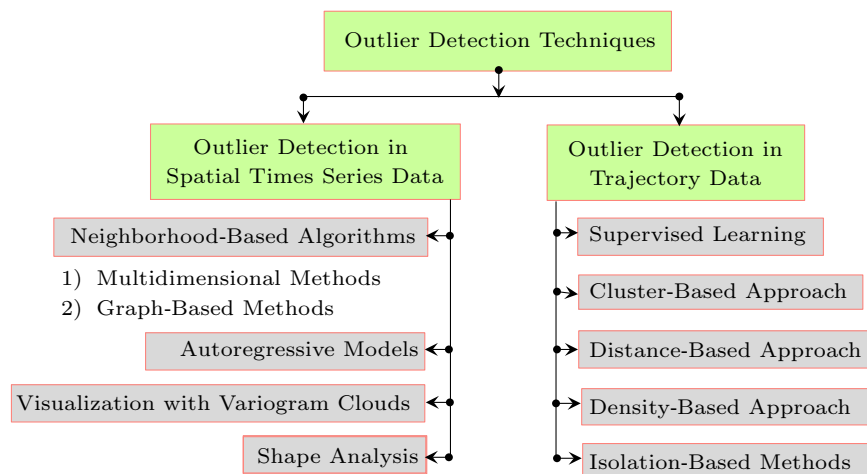 Outlier Detection Techniques
Outlier Detection in
Spatial Times Series Data
Neighborhood-Based Algorithms
1) Multidimensional Methods
2) Graph-Based Methods
Autoregressive Models
Visualization with Variogram Clouds
Shape Analysis
Outlier Detection in
Trajectory Data
Supervised Learning
Cluster-Based Approach
Distance-Based Approach
Density-Based Approach
Isolation-Based Methods